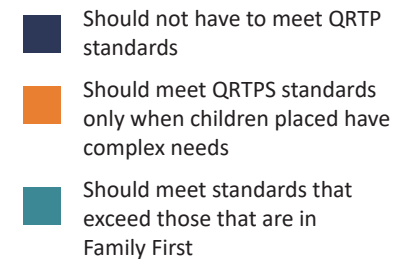 Should not have to meet QRTP
standards
Should meet QRTPS standards
only when children placed have
complex needs
Should meet standards that
exceed those that are in
Family First